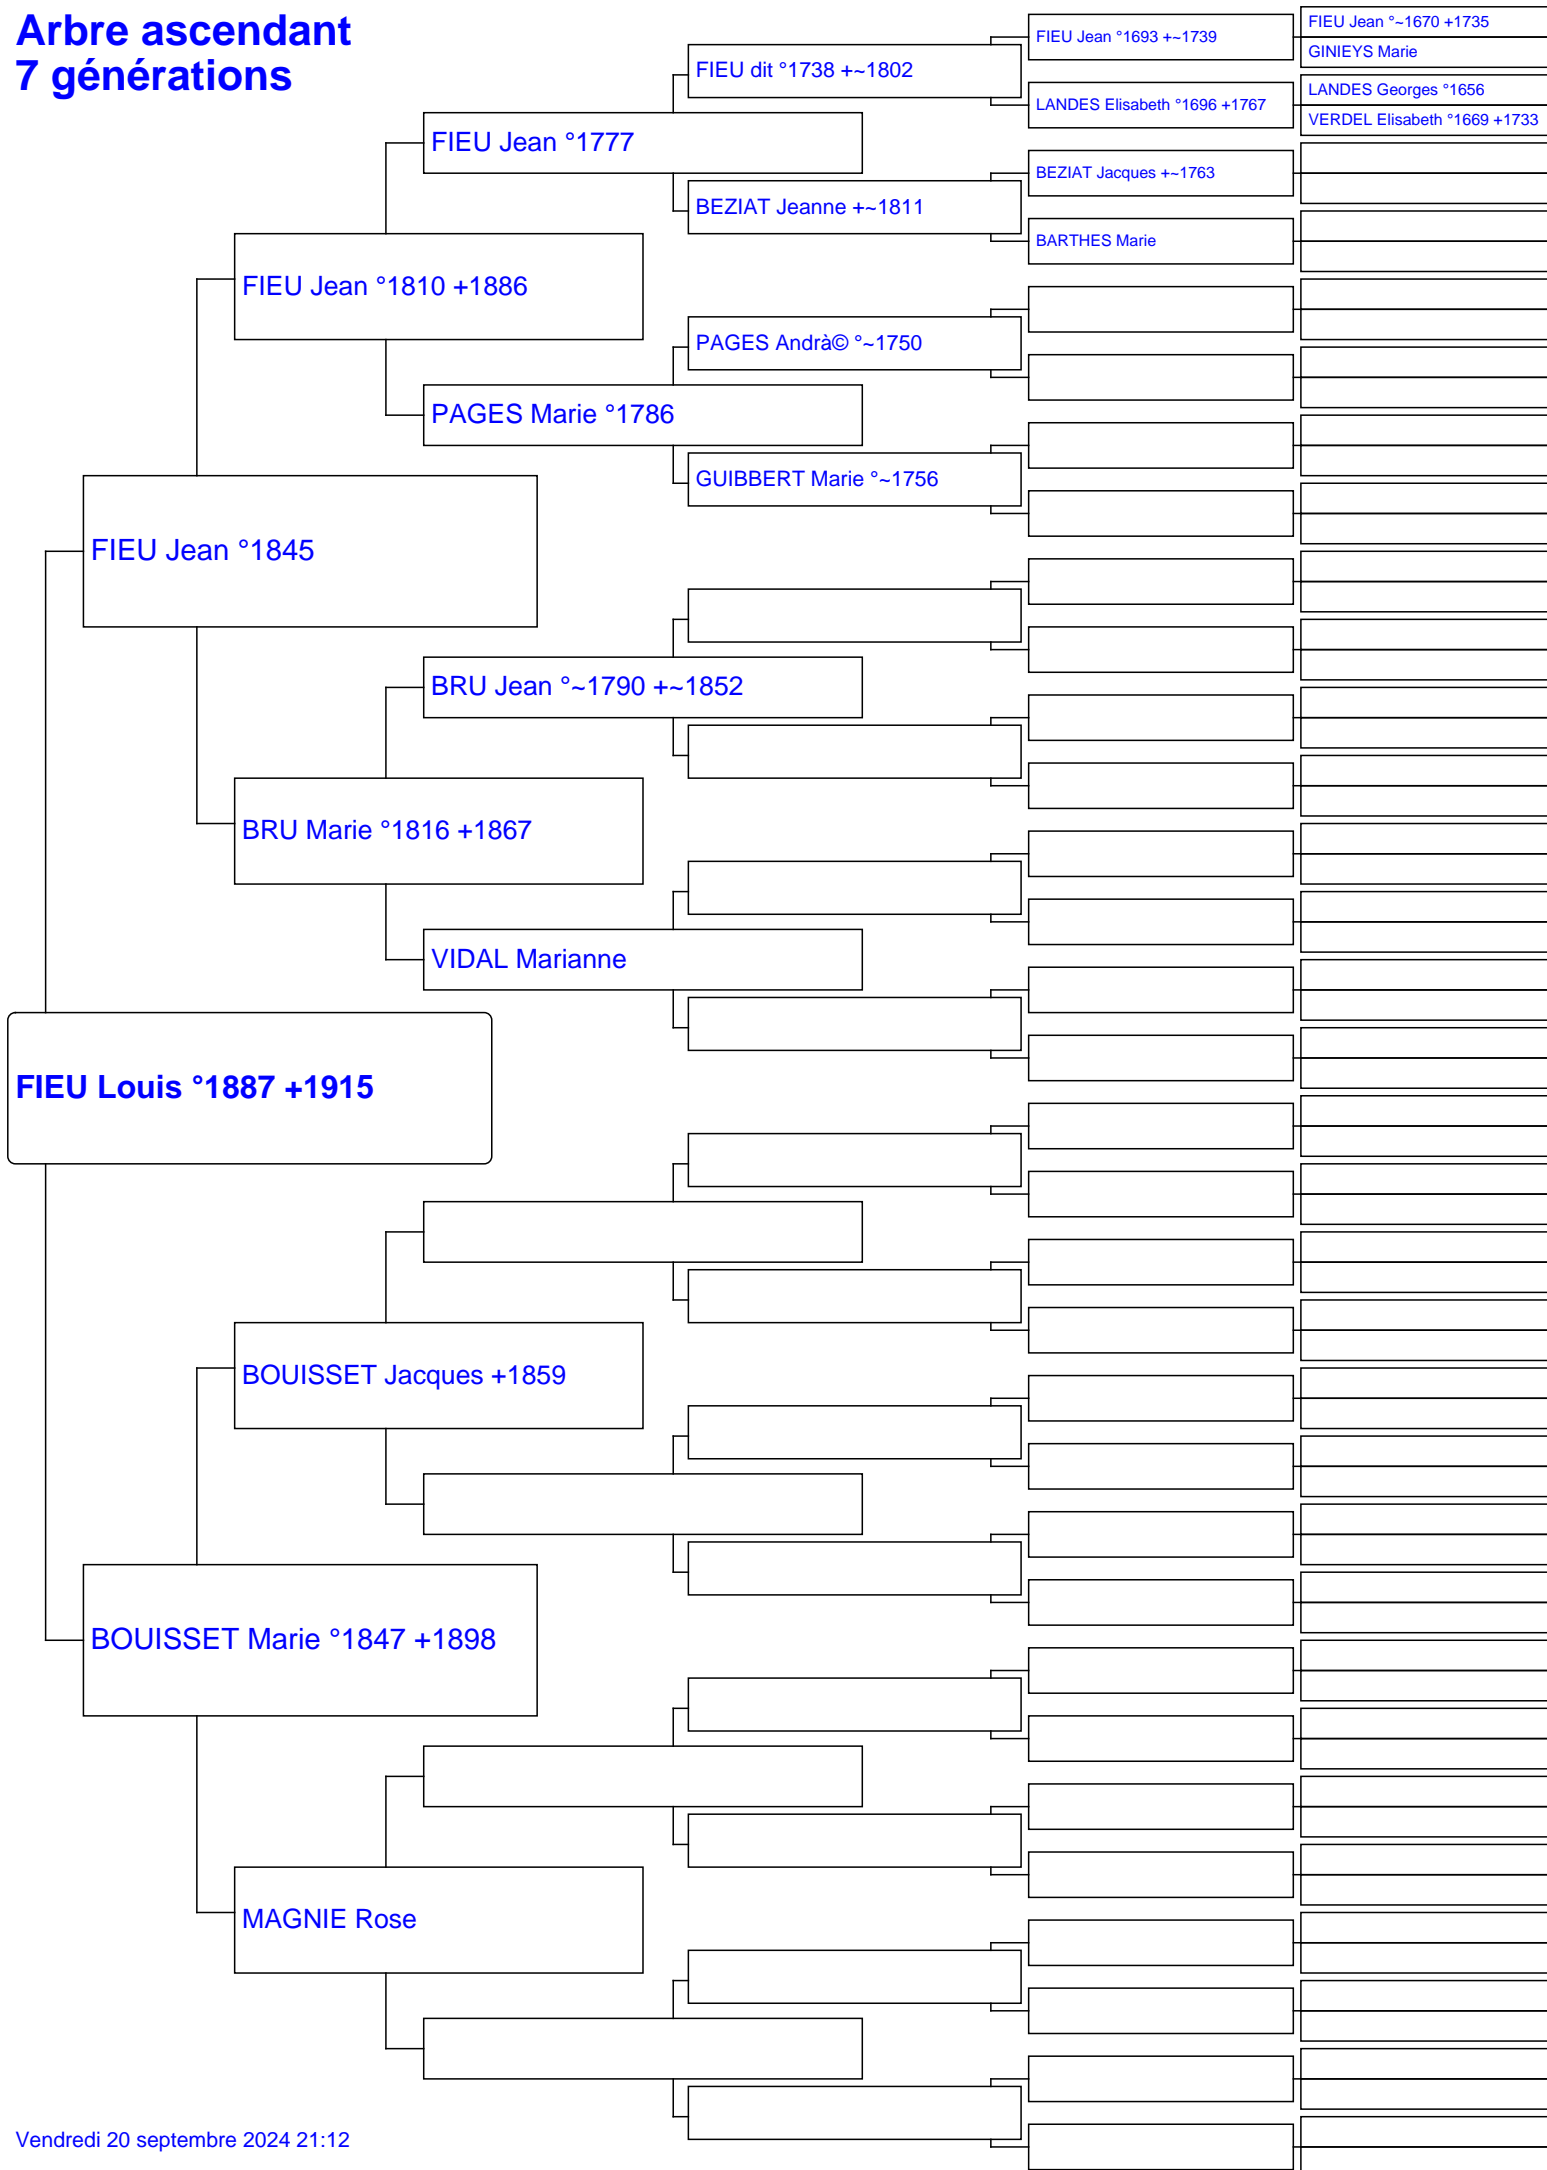 Arbre ascendant
7 générations
FIEU Jean °~1670 +1735
FIEU Jean °1693 +~1739
GINIEYS Marie
FIEU dit °1738 +~1802
LANDES Georges °1656
LANDES Elisabeth °1696 +1767
VERDEL Elisabeth °1669 +1733
FIEU Jean °1777
BEZIAT Jacques +~1763
BEZIAT Jeanne +~1811
BARTHES Marie
FIEU Jean °1810 +1886
PAGES Andrà© °~1750
PAGES Marie °1786
GUIBBERT Marie °~1756
FIEU Jean °1845
BRU Jean °~1790 +~1852
BRU Marie °1816 +1867
VIDAL Marianne
FIEU Louis °1887 +1915
BOUISSET Jacques +1859
BOUISSET Marie °1847 +1898
MAGNIE Rose
Vendredi 20 septembre 2024 21:12